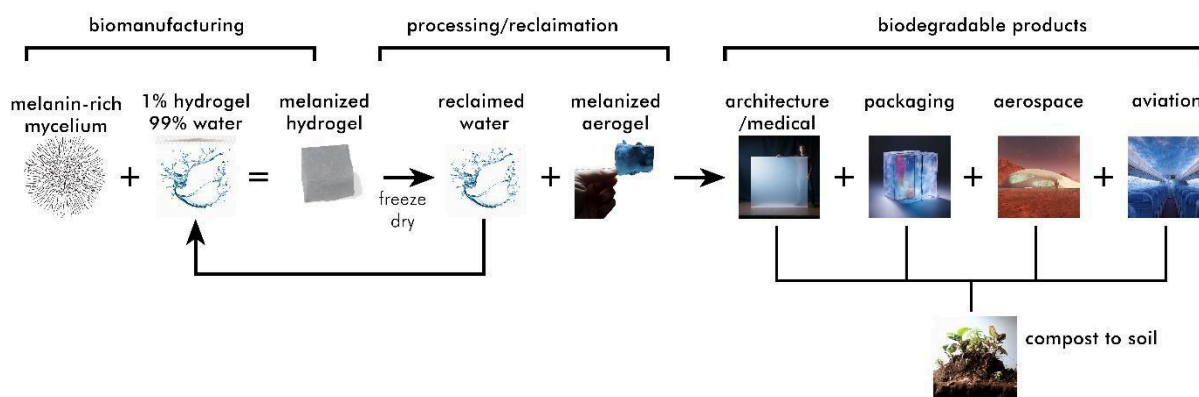 biomanufacturing
processing/reclaimation
biodegradable products
melanin-rich
mycelium
1% hydrogel
99% water
melanized
hydrogel
reclaimed
water
melanized
aerogel
architecture
/medical
packaging
aerospace
aviation
+
=
freeze
dry
+
+
+
+
compost to soil